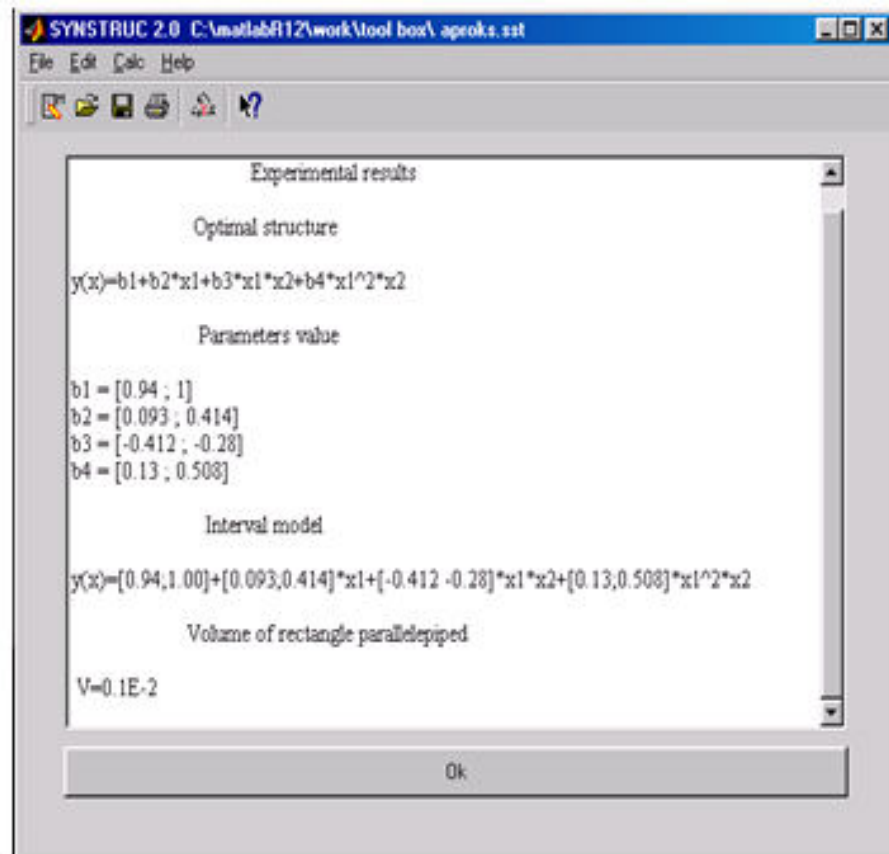 SYNSTRUC 2.0 C:\matlabR12\work\tool box\ aproks.sst
File Edit Calc Help
Experimental results
Optimal structure
y(x)=b1+b2*x1+b3*x1*x2+b4*x1^2*x2
Parameters value
b1 = [0.94 ; 1]
b2 = [0.093 ; 0.414]
b3 = [-0.412 ; -0.28]
b4 = [0.13 ; 0.508]
Interval model
y(x)=[0.94;1.00]+[0.093;0.414]*x1+[-0.412 -0.28]*x1*x2+[0.13;0.508]*x1^2*x2
Volume of rectangle parallelepiped
V=0.1E-2
Ok